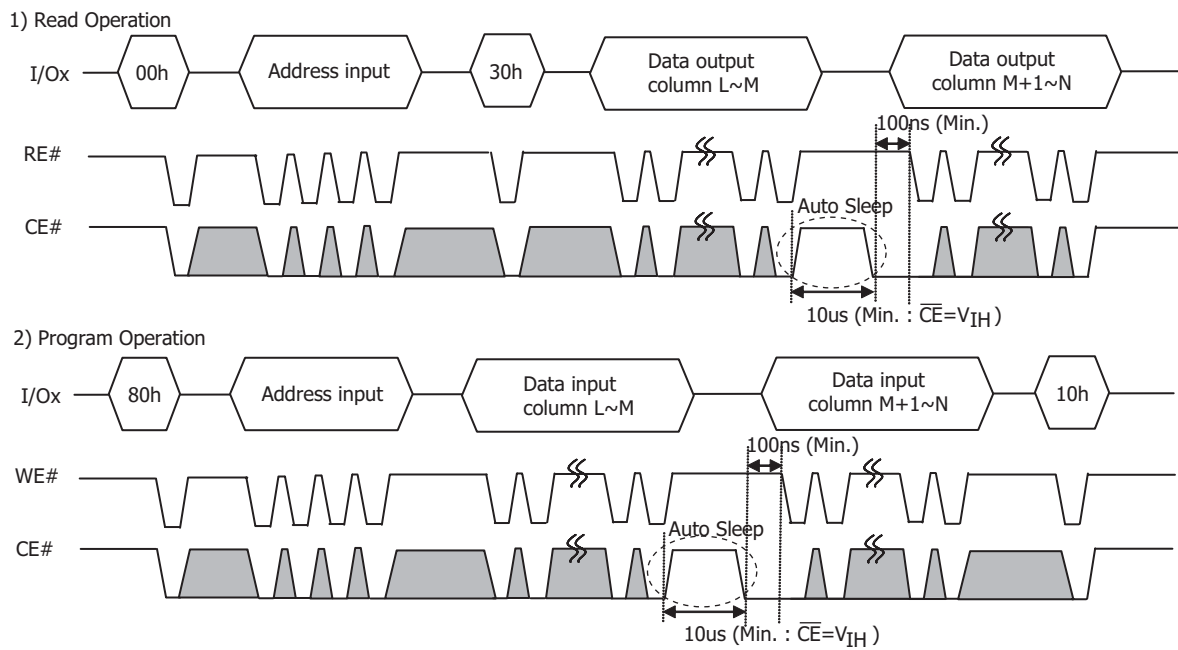 1) Read Operation
I/Ox
00h
Address input
30h
Data output
column L~M
Data output
column M+1~N
100ns (Min.)
RE#
Auto Sleep
CE#
10us (Min. : C̅E̅=VIH )
2) Program Operation
I/Ox
80h
Address input
Data input
column L~M
Data input
column M+1~N
10h
100ns (Min.)
WE#
Auto Sleep
CE#
10us (Min. : C̅E̅=VIH )